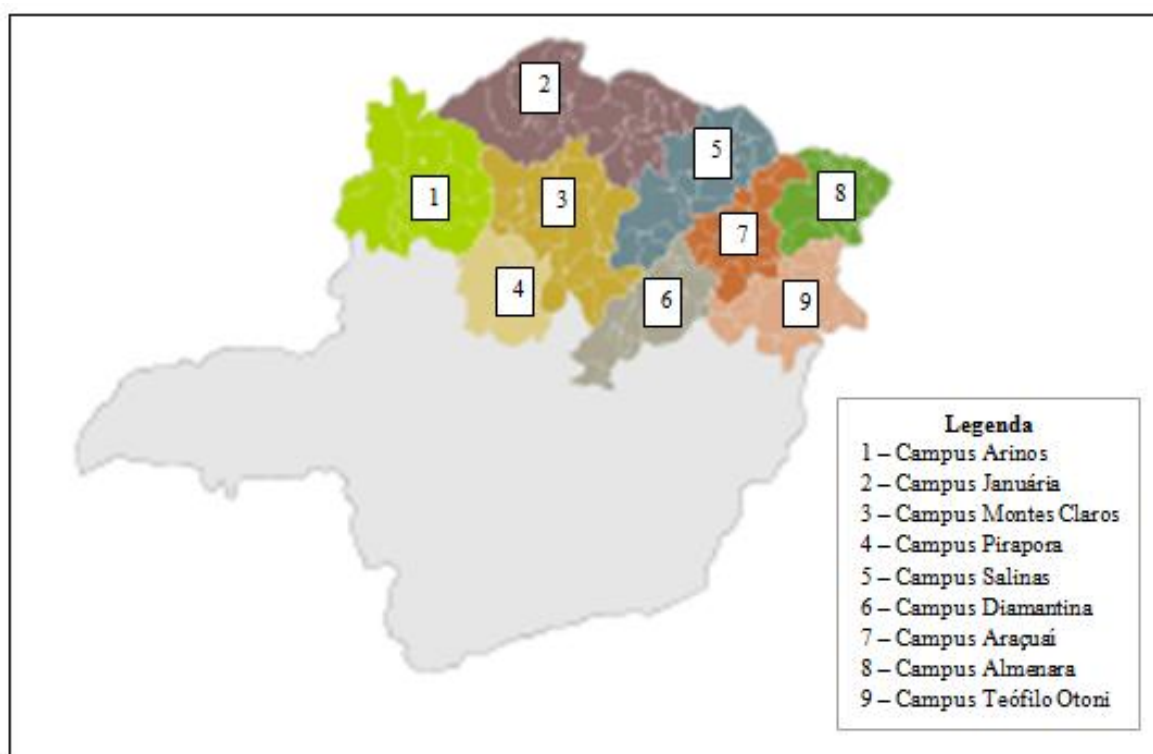 2
5
1
3
8
7
4
6
9
Legenda
1 – Campus Arinos
2 – Campus Januária
3 – Campus Montes Claros
4 – Campus Pirapora
5 – Campus Salinas
6 – Campus Diamantina
7 – Campus Araçuaí
8 – Campus Almenara
9 – Campus Teófilo Otoni